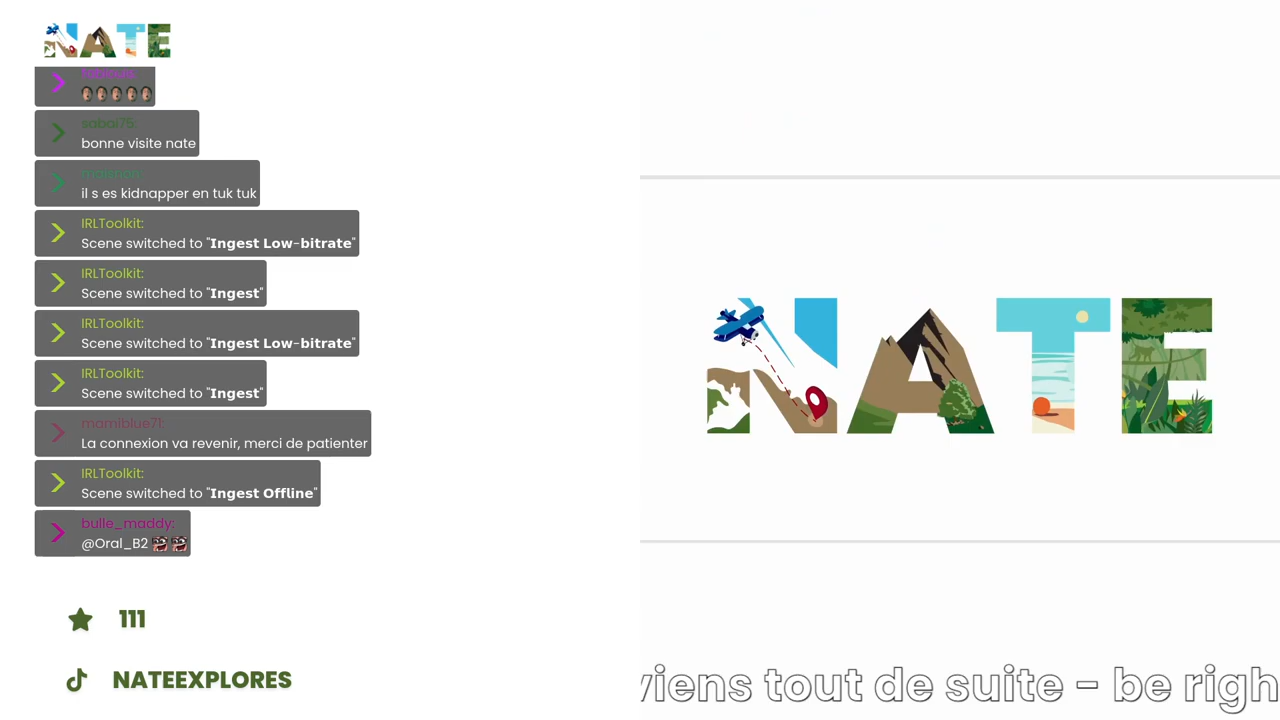 NATE
sabai75:
bonne visite nate
il s es kidnapper en tuk tuk
IRLToolkit:
Scene switched to "Ingest Low-bitrate"
IRLToolkit:
Scene switched to "Ingest"
IRLToolkit:
Scene switched to "Ingest Low-bitrate"
IRLToolkit:
Scene switched to "Ingest"
mamiblue71:
La connexion va revenir, merci de patienter
IRLToolkit:
Scene switched to "Ingest Offline"
bulle_maddy:
@Oral_B2
111
NATEEXPLORES
NATE
viens tout de suite - be righ